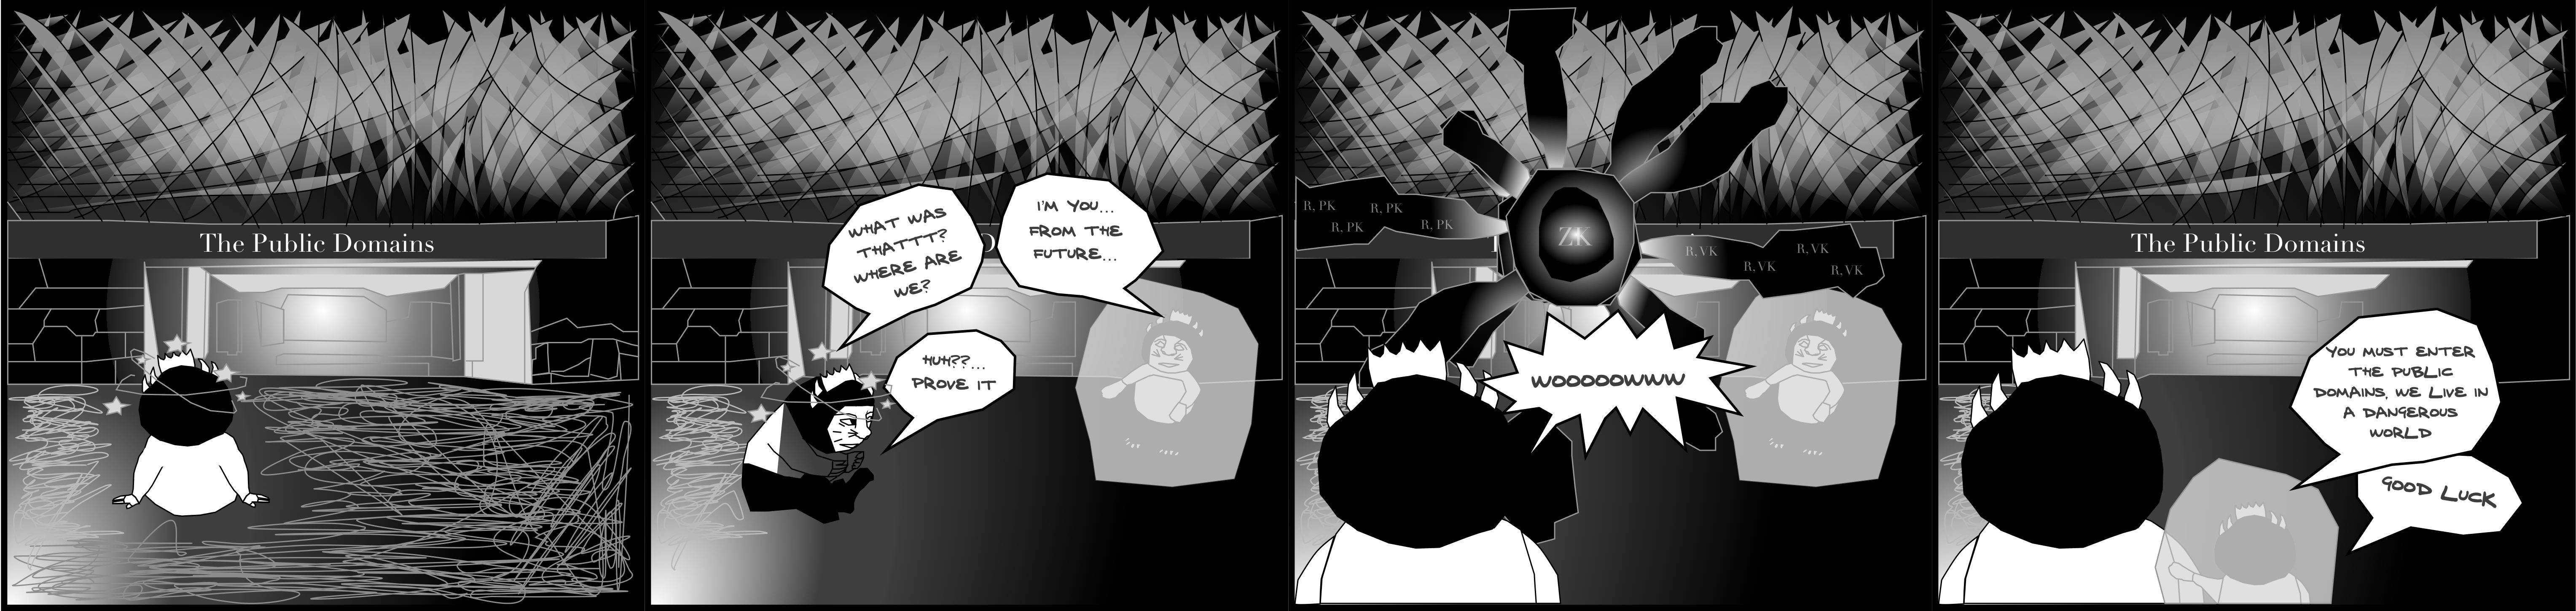 The Public Domains
WHAT WAS
THATTT?
WHERE ARE
WE?
I'M YOU...
FROM THE
FUTURE...
D
HUH??...
PROVE IT
R, PK
R, PK
R, PK
R, PK
ZK
R, VK
R, VK
R, VK
R, VK
WOOOOOWWW
The Public Domains
YOU MUST ENTER
THE PUBLIC
DOMAINS, WE LIVE IN
A DANGEROUS
WORLD
GOOD LUCK